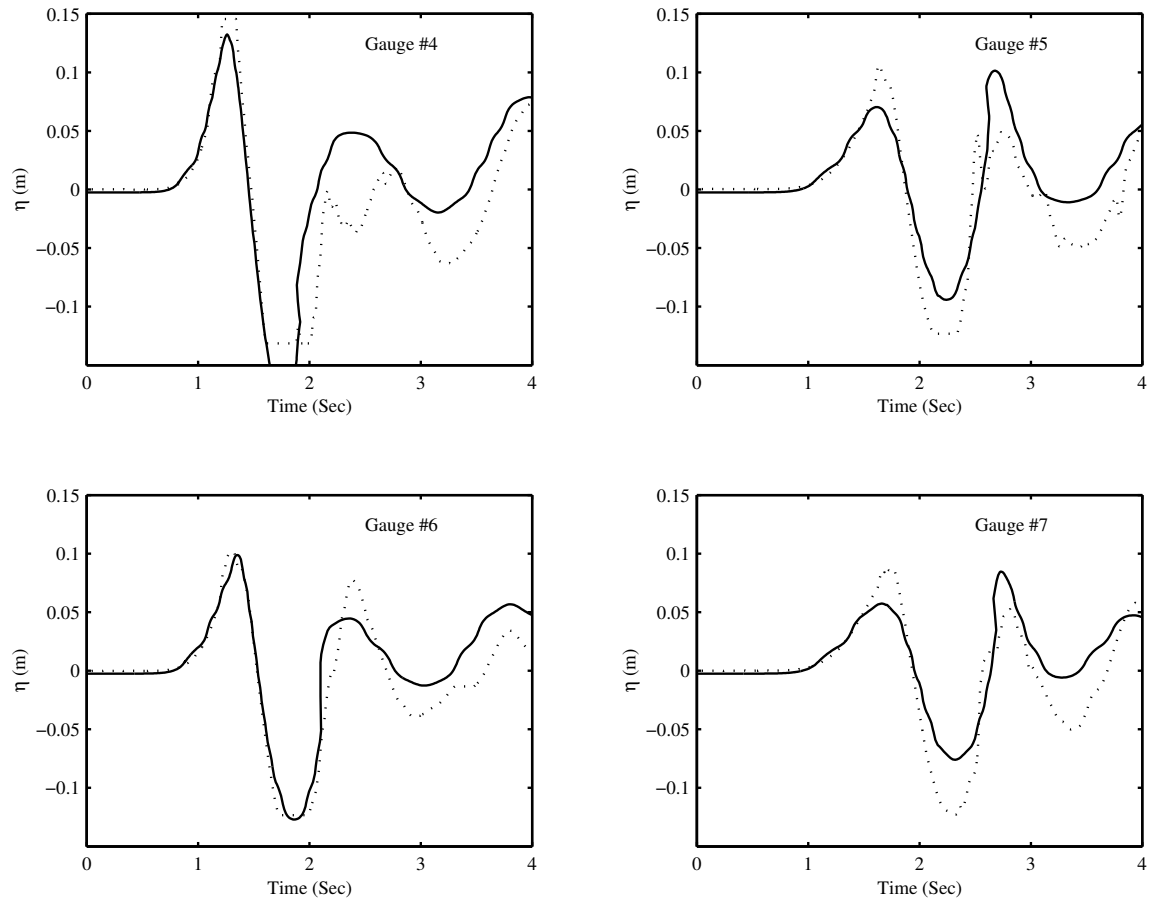 Gauge #4
0.15
0.1
0.05
0
−0.05
−0.1
η (m)
0 1 2 3 4
Time (Sec)
Gauge #5
0.15
0.1
0.05
0
−0.05
−0.1
η (m)
0 1 2 3 4
Time (Sec)
Gauge #6
0.15
0.1
0.05
0
−0.05
−0.1
η (m)
0 1 2 3 4
Time (Sec)
Gauge #7
0.15
0.1
0.05
0
−0.05
−0.1
η (m)
0 1 2 3 4
Time (Sec)